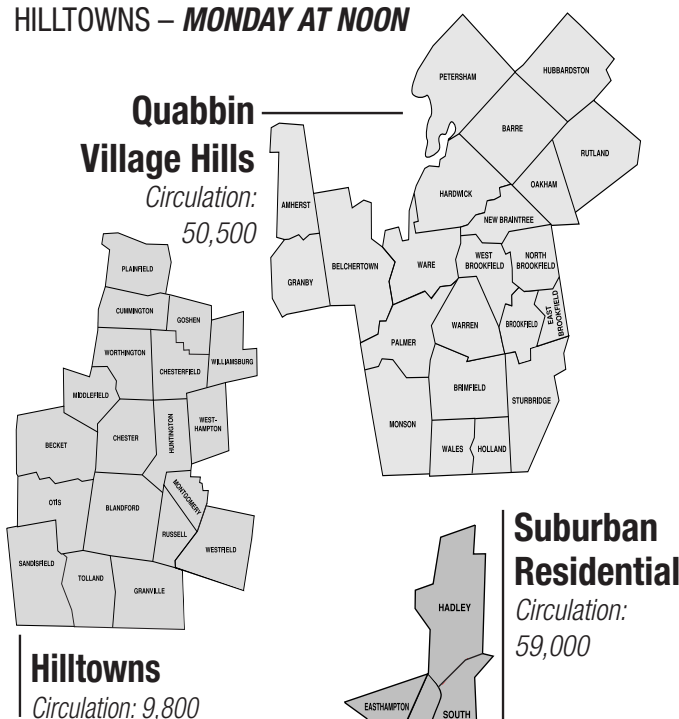 HILLTOWNS – MONDAY AT NOON
Quabbin
Village Hills
Circulation:
50,500
PETERSHAM
HUBBARDSTON
BARRE
RUTLAND
HARDWICK
OAKHAM
NEW BRAINTREE
AMHERST
GRANBY
BELCHERTOWN
WARE
WEST
BROOKFIELD
NORTH
BROOKFIELD
PALMER
WARREN
BROOKFIELD
EAST
BROOKFIELD
MONSON
BRIMFIELD
STURBRIDGE
WALES
HOLLAND
PLAINFIELD
CUMMINGTON
GOSHEN
WORTHINGTON
CHESTERFIELD
WILLIAMSBURG
MIDDLEFIELD
BECKET
CHESTER
HUNTINGTON
WEST-
HAMPTON
OTIS
BLANDFORD
MONTGOMERY
RUSSELL
WESTFIELD
SANDISFIELD
TOLLAND
GRANVILLE
Hilltowns
Circulation: 9,800
Suburban
Residential
Circulation:
59,000
HADLEY
EASTHAMPTON
SOUTH